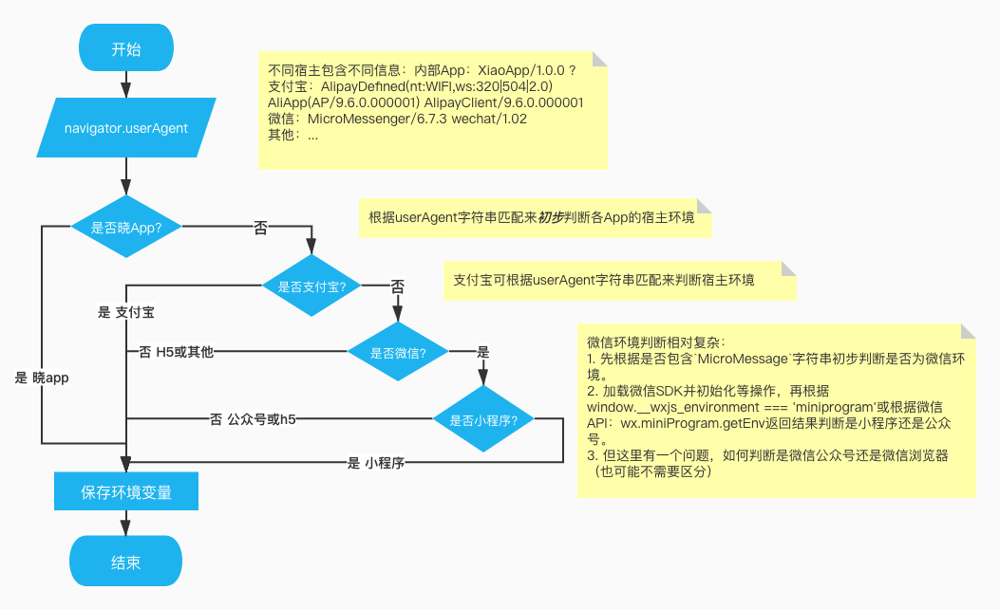 开始
不同宿主包含不同信息：内部App：XiaoApp/1.0.0 ?
支付宝：AlipayDefined(nt:WIFI,ws:320|504|2.0)
AliApp(AP/9.6.0.000001) AlipayClient/9.6.0.000001
微信：MicroMessenger/6.7.3 wechat/1.02
其他：...
navigator.userAgent
根据userAgent字符串匹配来初步判断各App的宿主环境
是否晓App?
否
支付宝可根据userAgent字符串匹配来判断宿主环境
是否支付宝?
否
是 支付宝
微信环境判断相对复杂：
1. 先根据是否包含`MicroMessage`字符串初步判断是否为微信环
境。
2. 加载微信SDK并初始化等操作，再根据
window.__wxjs_environment === 'miniprogram'或根据微信
API：wx.miniProgram.getEnv返回结果判断是小程序还是公众
号。
3. 但这里有一个问题，如何判断是微信公众号还是微信浏览器
（也可能不需要区分）
否 H5或其他
是否微信?
是
是 晓app
否 公众号或h5
是否小程序?
是 小程序
保存环境变量
结束